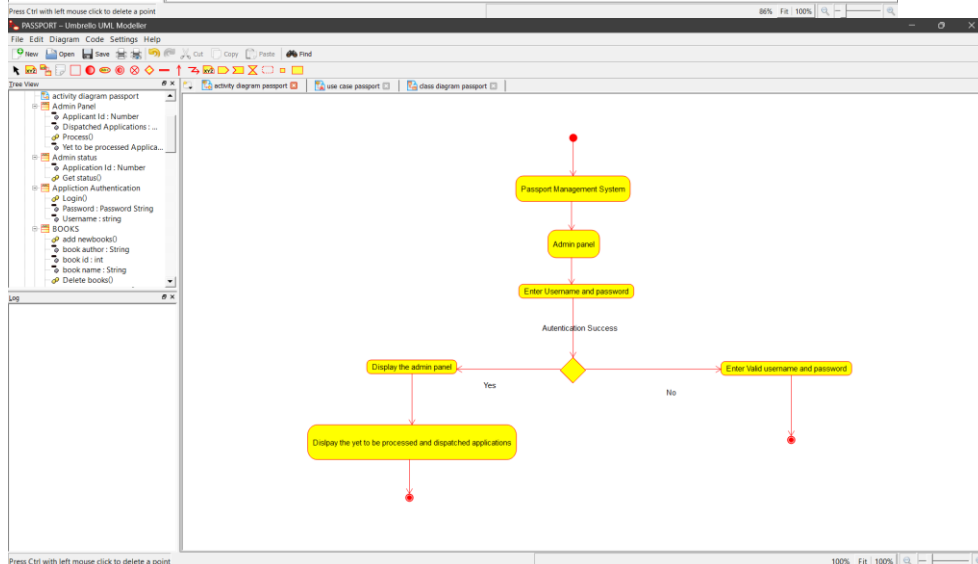 Press Ctrl with left mouse click to delete a point
86% Fit 100%
PASSPORT – Umbrello UML Modeller
File Edit Diagram Code Settings Help
New Open Save Cut Copy Paste Find
Tree View
activity diagram passport
use case passport
class diagram passport
activity diagram passport
Admin Panel
Applicant Id : Number
Dispatched Applications : ...
Process()
Yet to be processed Applica...
Admin status
Application Id : Number
Get status()
Appliction Authentication
Login()
Password : Password String
Username : string
BOOKS
add newbooks()
book author : String
book id : int
book name : String
Delete books()
Log
Passport Management System
Admin panel
Enter Username and password
Autentication Success
Display the admin panel
Enter Valid username and password
Yes
No
Dislpay the yet to be processed and dispatched applications
Press Ctrl with left mouse click to delete a point
100% Fit 100%